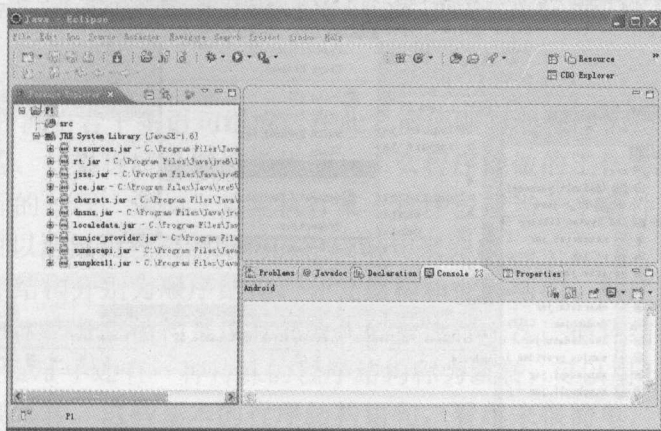 Java - Eclipse
File Edit Run Source Refactor Navigate Search Project Window Help
Resource
»
CDO Explorer
P1
src
JRE System Library [JavaSE-1.6]
resources.jar - C:\Program Files\Java
rt.jar - C:\Program Files\Java\jre6\l
jsse.jar - C:\Program Files\Java\jre6
jce.jar - C:\Program Files\Java\jre6\
charsets.jar - C:\Program Files\Java\
dnsns.jar - C:\Program Files\Java\jre
localedata.jar - C:\Program Files\Jav
sunjce_provider.jar - C:\Program File
sunmscapi.jar - C:\Program Files\Java
sunpkcs11.jar - C:\Program Files\Java
Problems @ Javadoc Declaration Console Properties
Android
P1